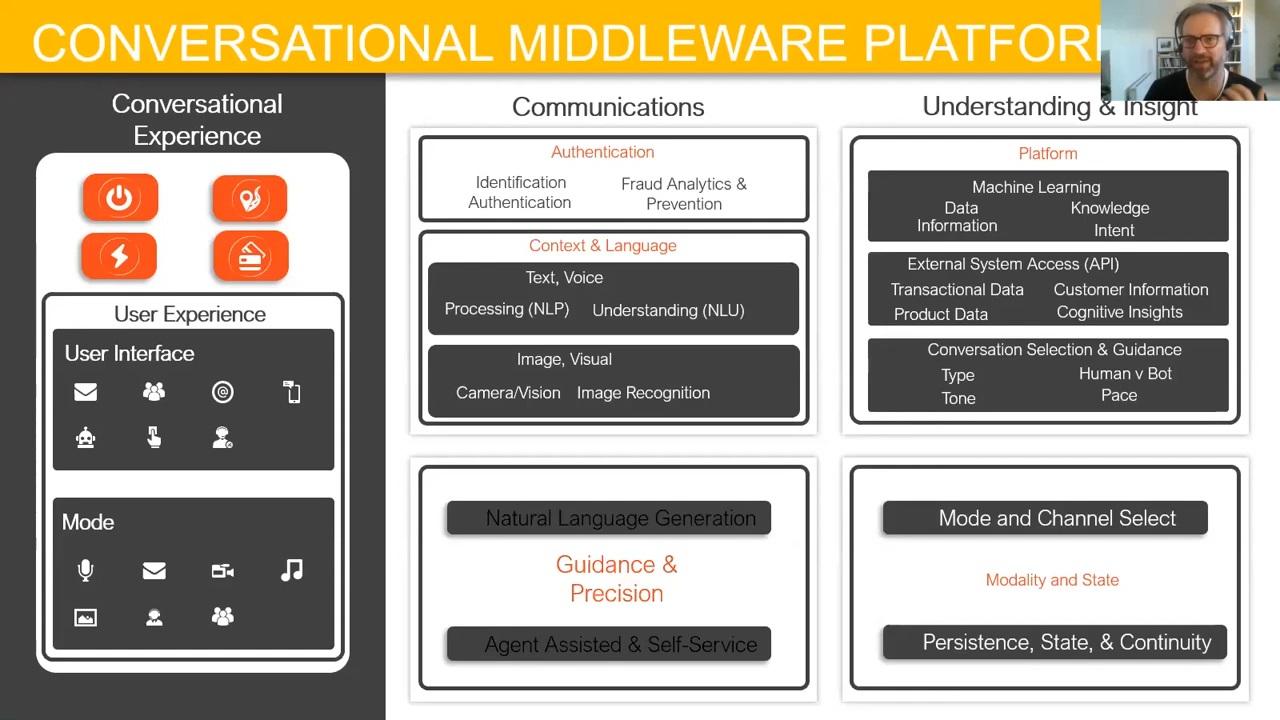 CONVERSATIONAL MIDDLEWARE PLATFOR
Conversational
Experience
User Experience
User Interface
Mode
Communications
Authentication
Identification
Authentication
Fraud Analytics &
Prevention
Context & Language
Text, Voice
Processing (NLP)
Understanding (NLU)
Image, Visual
Camera/Vision
Image Recognition
Natural Language Generation
Guidance &
Precision
Agent Assisted & Self-Service
Understanding & Insight
Platform
Machine Learning
Data
Information
Knowledge
Intent
External System Access (API)
Transactional Data
Customer Information
Product Data
Cognitive Insights
Conversation Selection & Guidance
Type
Human v Bot
Tone
Pace
Mode and Channel Select
Modality and State
Persistence, State, & Continuity